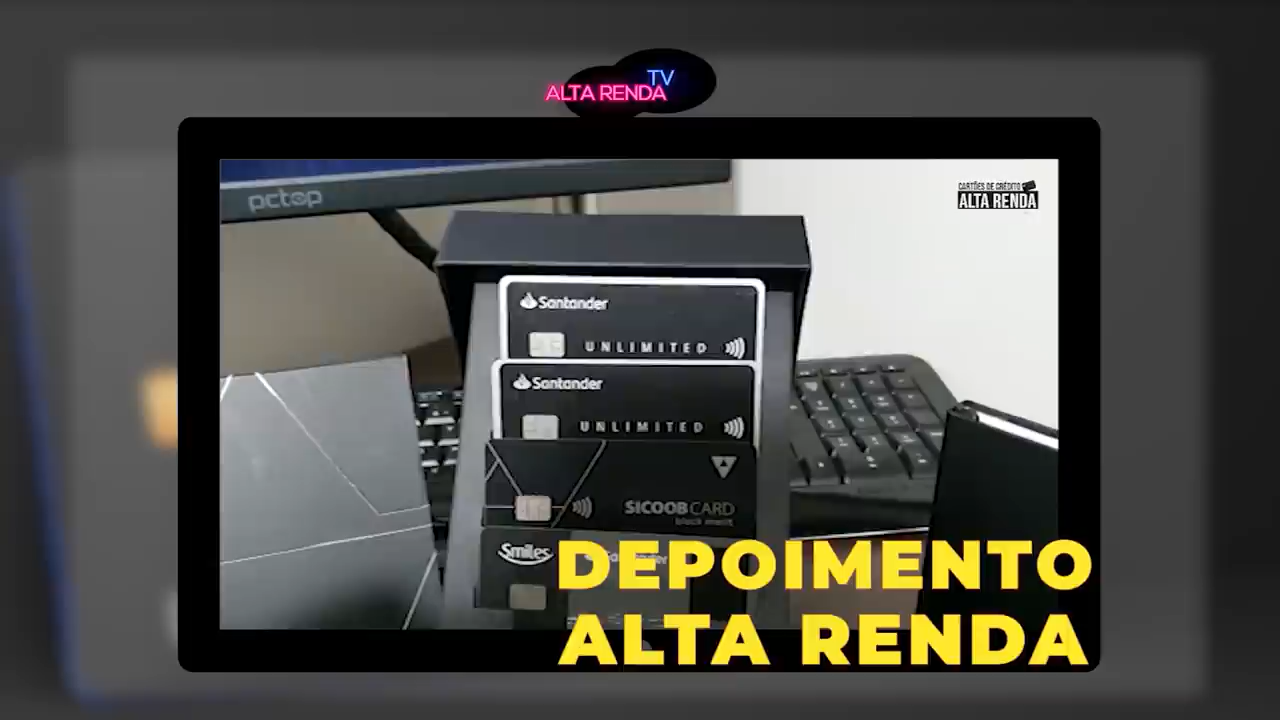 TV
ALTA RENDA
CARTÕES DE CRÉDITO
ALTA RENDA
pctop
Santander
UNLIMITED
Santander
UNLIMITED
SICOOBCARD
black merit
Smiles
DEPOIMENTO
ALTA RENDA